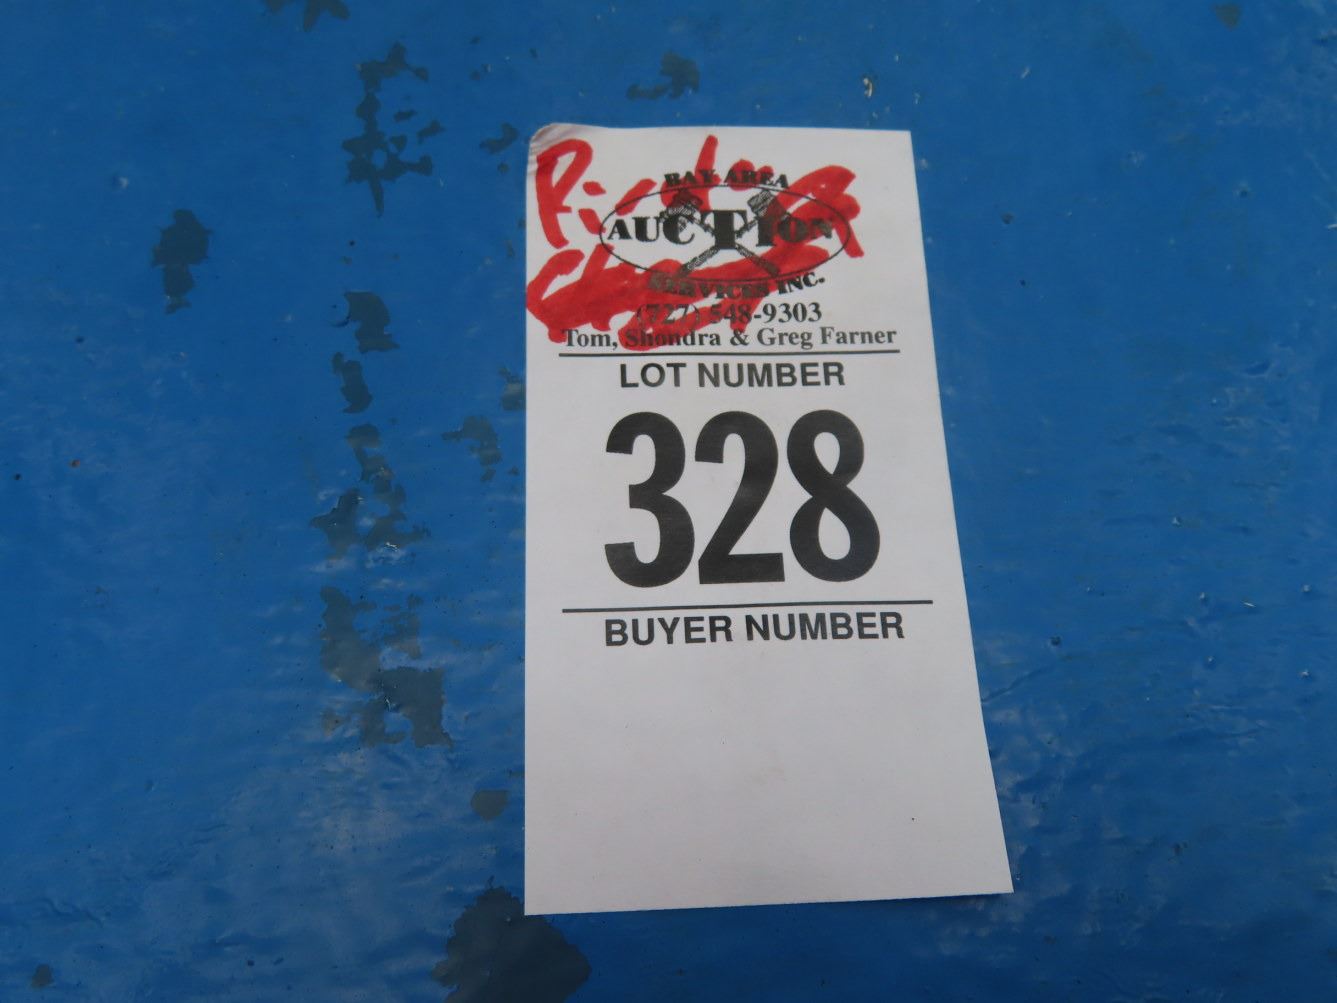 BAY AREA
AUCTION
SERVICES INC.
(727) 548-9303
Tom, Shondra & Greg Farner
LOT NUMBER
328
BUYER NUMBER